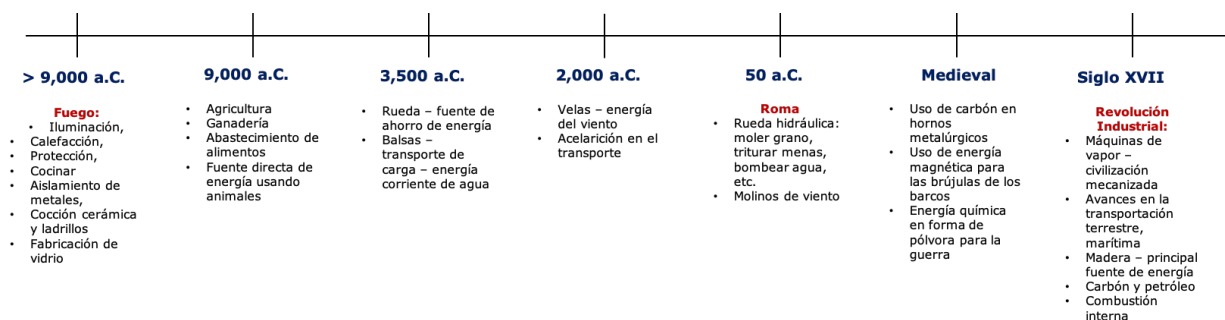 > 9,000 a.C.
Fuego:
• Iluminación,
• Calefacción,
• Protección,
• Cocinar
• Aislamiento de
metales,
• Cocción cerámica
y ladrillos
• Fabricación de
vidrio
9,000 a.C.
• Agricultura
• Ganadería
• Abastecimiento de
alimentos
• Fuente directa de
energía usando
animales
3,500 a.C.
• Rueda – fuente de
ahorro de energía
• Balsas –
transporte de
carga – energía
corriente de agua
2,000 a.C.
• Velas – energía
del viento
• Acelarición en el
transporte
50 a.C.
Roma
• Rueda hidráulica:
moler grano,
triturar menas,
bombear agua,
etc.
• Molinos de viento
Medieval
• Uso de carbón en
hornos
metalúrgicos
• Uso de energía
magnética para
las brújulas de los
barcos
• Energía química
en forma de
pólvora para la
guerra
Siglo XVII
Revolución
Industrial:
• Máquinas de
vapor –
civilización
mecanizada
• Avances en la
transportación
terrestre,
marítima
• Madera – principal
fuente de energía
• Carbón y petróleo
• Combustión
interna